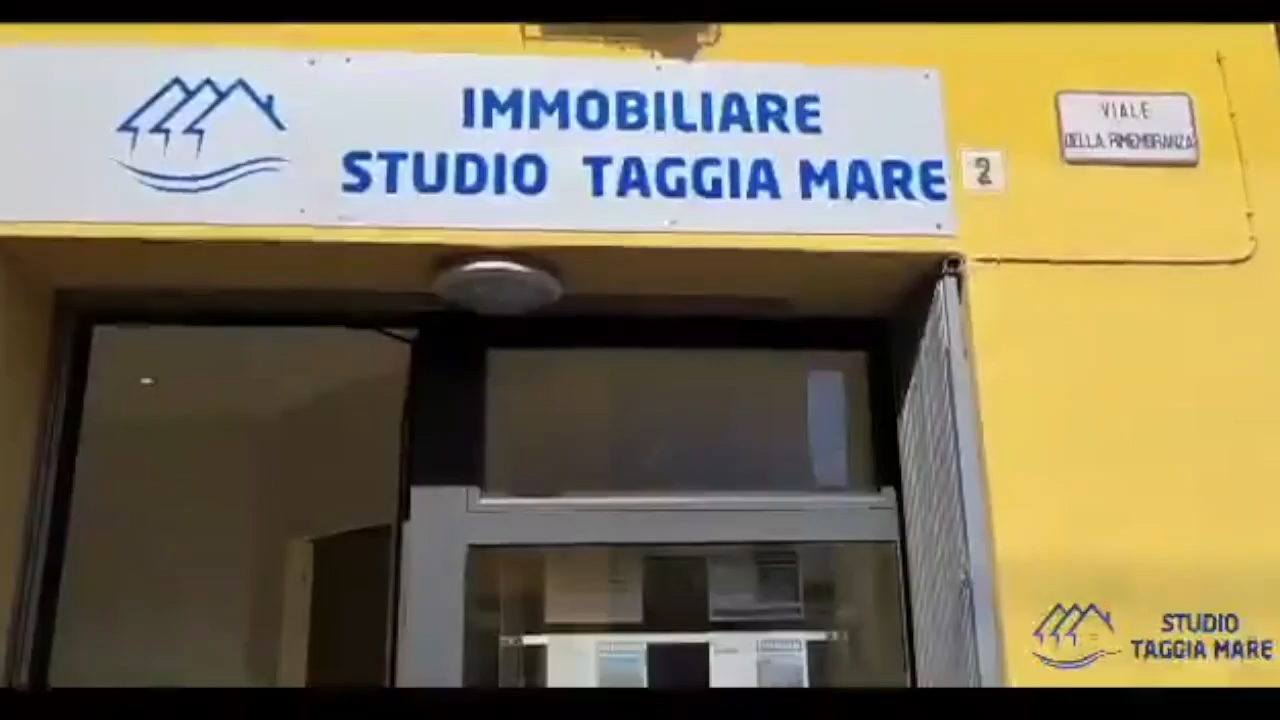 IMMOBILIARE
STUDIO TAGGIA MARE
2
VIALE
DELLA RIMEMBRANZA
STUDIO
TAGGIA MARE